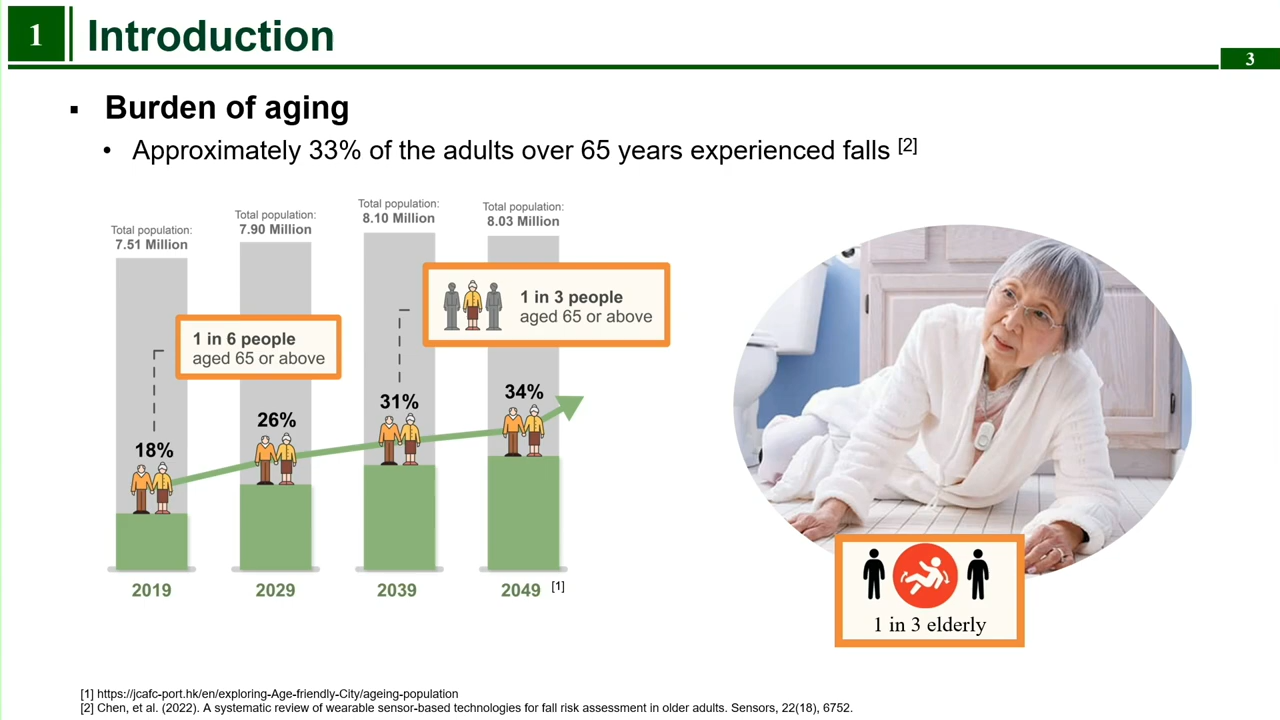 1
Introduction
3
▪ Burden of aging
• Approximately 33% of the adults over 65 years experienced falls [2]
Total population:
7.51 Million
Total population:
7.90 Million
Total population:
8.10 Million
Total population:
8.03 Million
1 in 6 people
aged 65 or above
1 in 3 people
aged 65 or above
18%
26%
31%
34%
2019
2029
2039
2049 [1]
1 in 3 elderly
[1] https://jcafc-port.hk/en/exploring-Age-friendly-City/ageing-population
[2] Chen, et al. (2022). A systematic review of wearable sensor-based technologies for fall risk assessment in older adults. Sensors, 22(18), 6752.